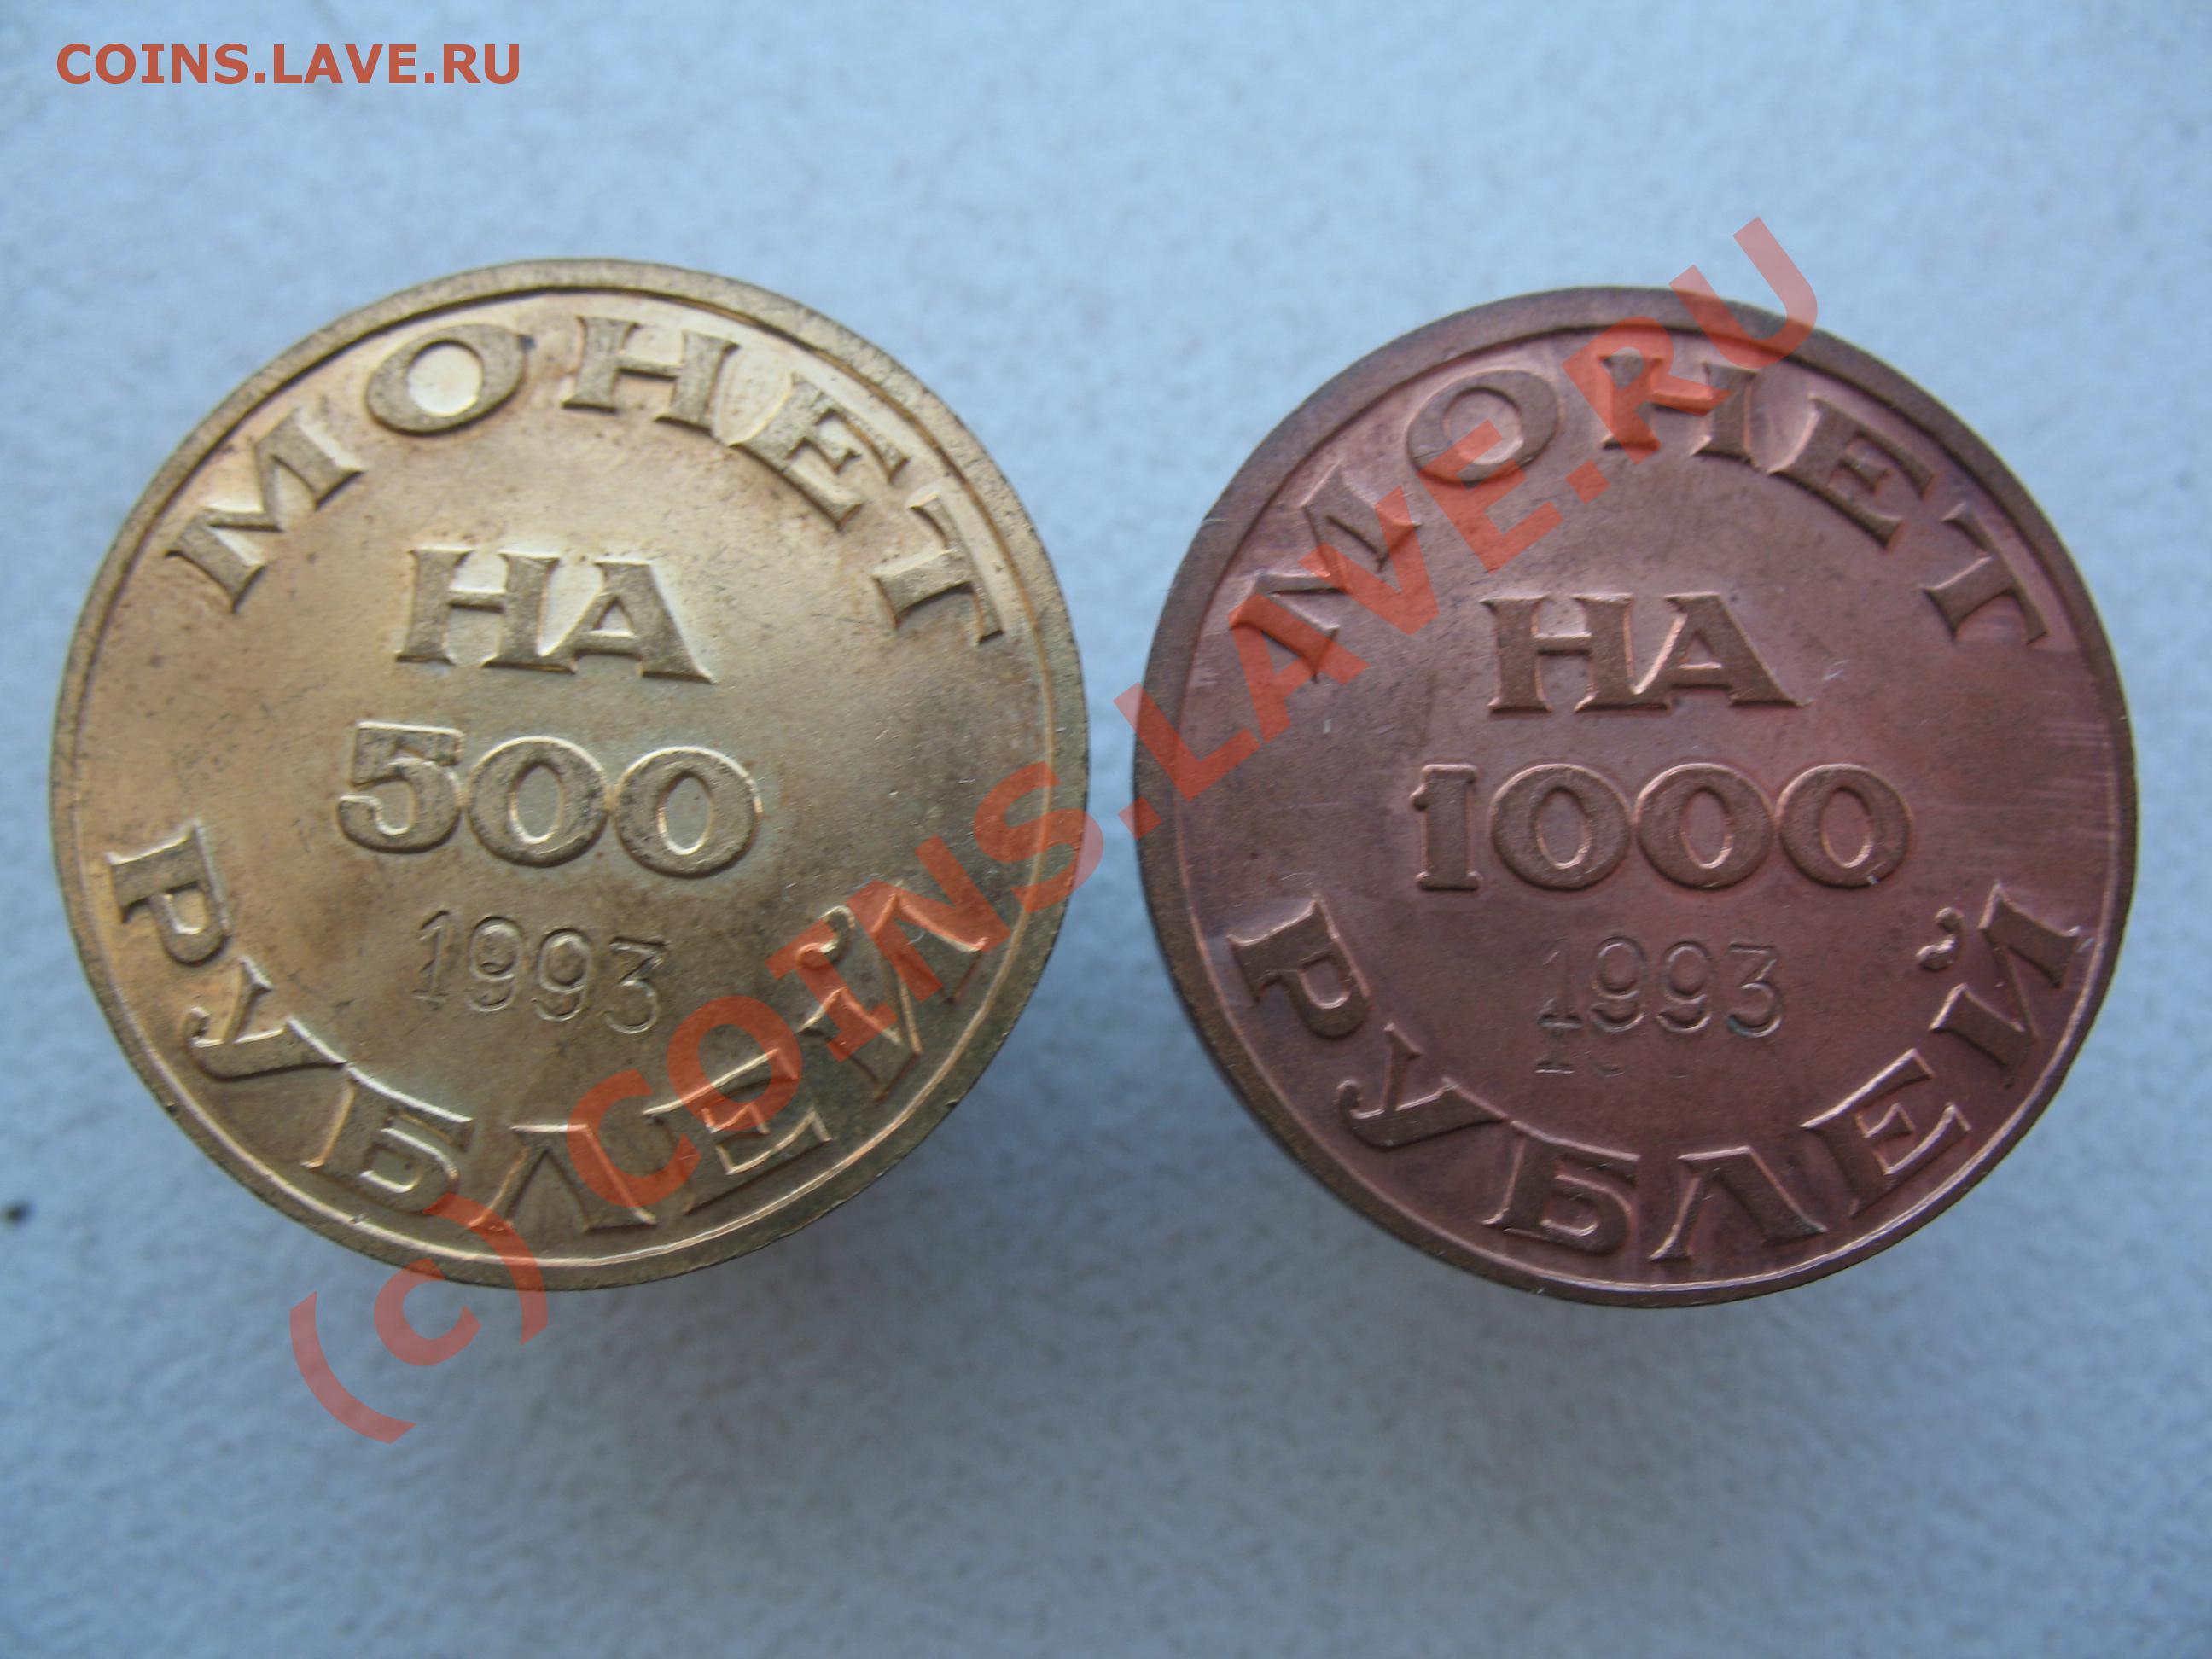 COINS.LAVE.RU
МОНЕТ
НА
500
РУБЛЕЙ
1993
МОНЕТ
НА
1000
РУБЛЕЙ
1993
(c) COINS.LAVE.RU